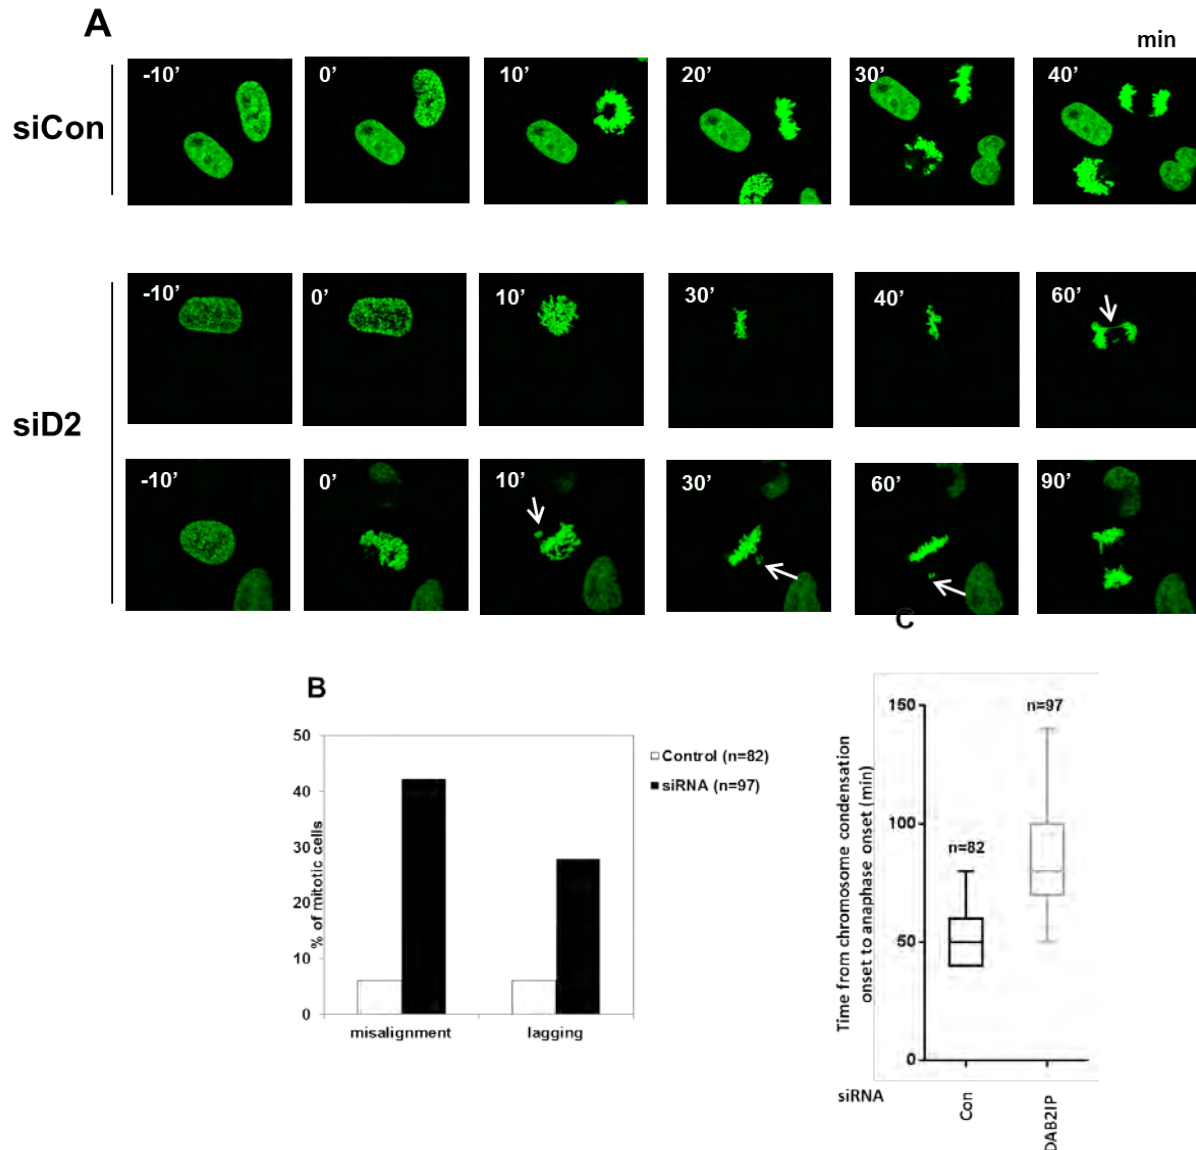 A
min
siCon
-10’
0’
10’
20’
30’
40’
siD2
-10’
0’
10’
30’
40’
60’
-10’
0’
10’
30’
60’
90’
B
50
40
30
20
10
0
% of mitotic cells
misalignment
lagging
Control (n=82)
siRNA (n=97)
C
150
100
50
0
Time from chromosome condensation
onset to anaphase onset (min)
n=82
n=97
siRNA
Con
DAB2IP